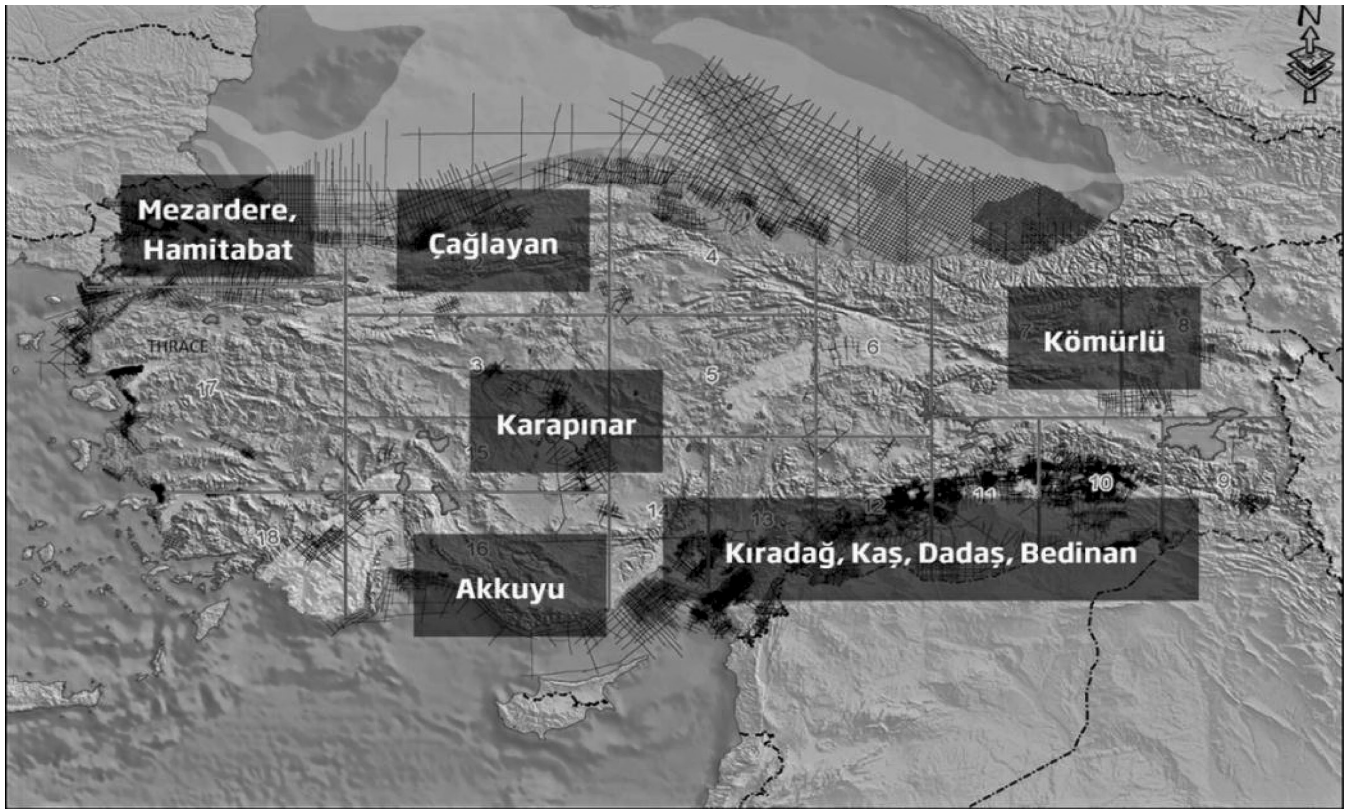 N
Mezardere,
Hamitabat
Çağlayan
2
4
Kömürlü
7
8
THRACE
6
3
5
17
Karapınar
15
10
9
11
12
14
13
Kıradağ, Kaş, Dadaş, Bedinan
18
16
Akkuyu